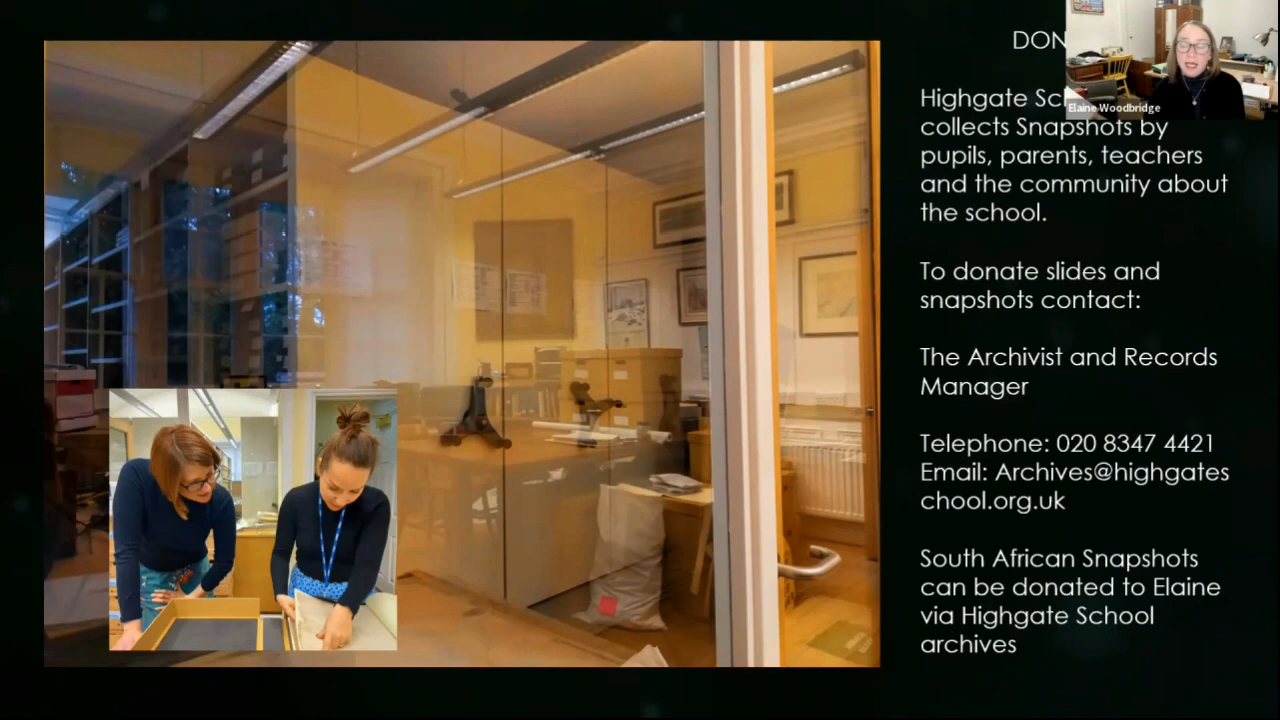 DON
Elaine Woodbridge
Highgate Sc
collects Snapshots by
pupils, parents, teachers
and the community about
the school.
To donate slides and
snapshots contact:
The Archivist and Records
Manager
Telephone: 020 8347 4421
Email: Archives@highgates
chool.org.uk
South African Snapshots
can be donated to Elaine
via Highgate School
archives